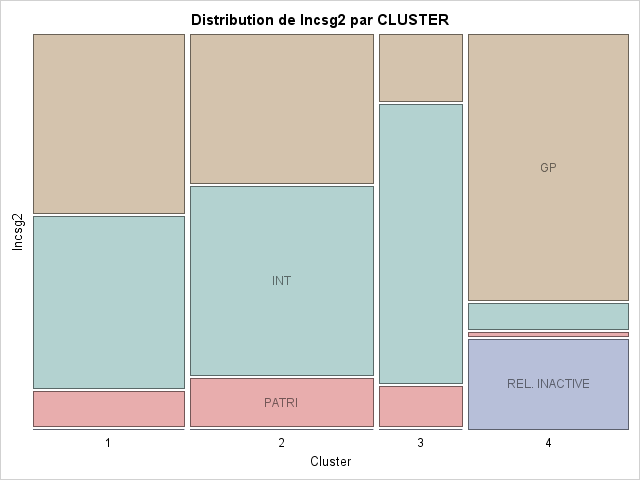 Distribution de Incsg2 par CLUSTER
Incsg2
GP
INT
REL. INACTIVE
PATRI
1 2 3 4
Cluster